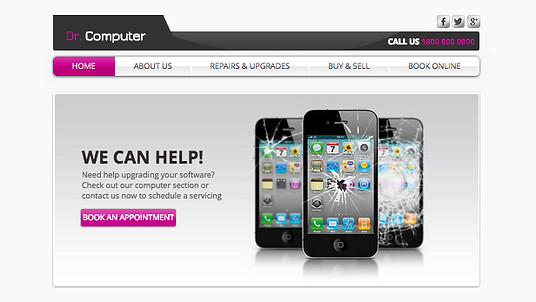 Dr. Computer
CALL US 1800 000 0000
HOME
ABOUT US
REPAIRS & UPGRADES
BUY & SELL
BOOK ONLINE
WE CAN HELP!
Need help upgrading your software?
Check out our computer section or
contact us now to schedule a servicing
BOOK AN APPOINTMENT